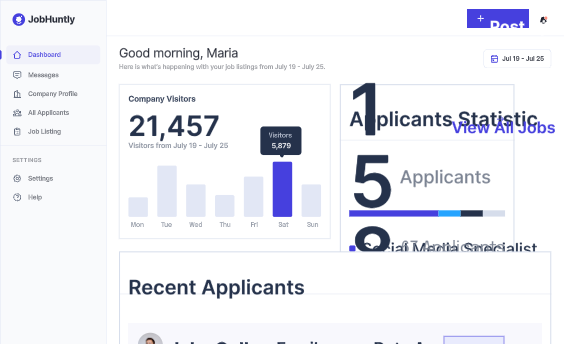 JobHuntly
+ Post
Dashboard
Messages
Company Profile
All Applicants
Job Listing
SETTINGS
Settings
Help
Good morning, Maria
Here is what's happening with your job listings from July 19 - July 25.
Jul 19 - Jul 25
Company Visitors
21,457
Visitors from July 19 - July 25
Visitors
5,879
Mon Tue Wed Thu Fri Sat Sun
1
Applicants Statistic
View All Jobs
5 Applicants
67 Applicants
Social Media Specialist
Recent Applicants